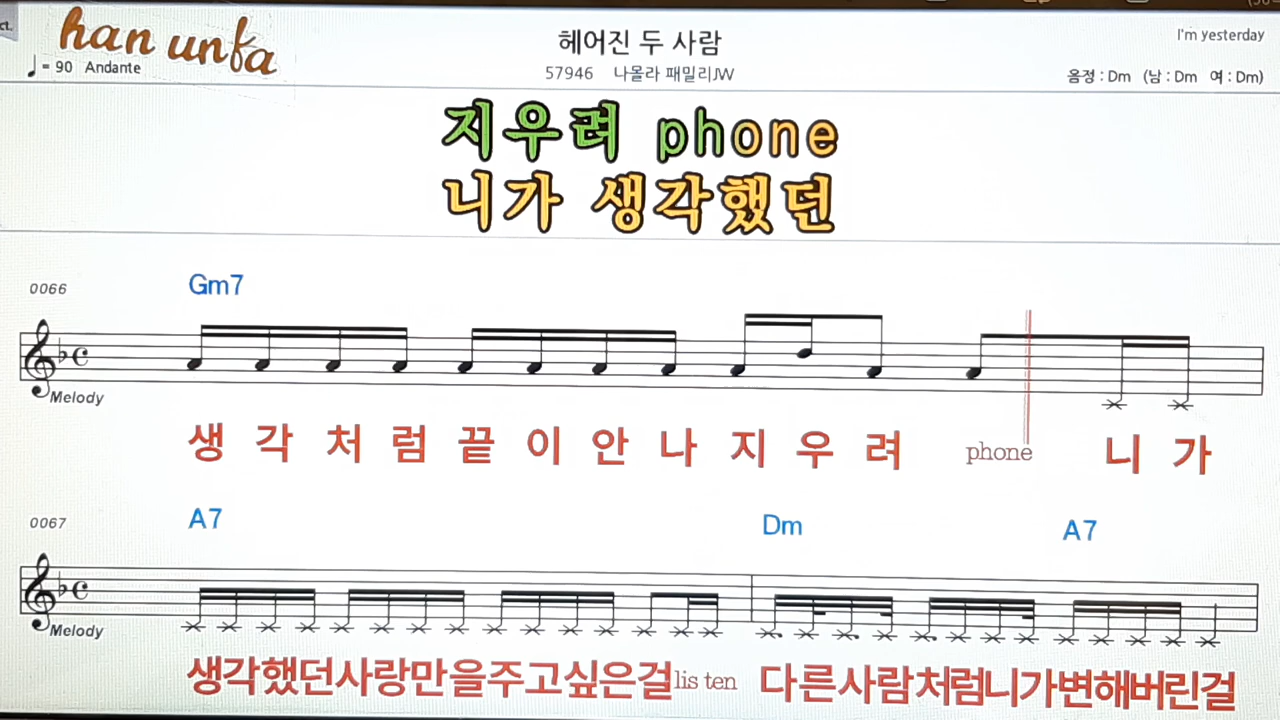 ct.
han unfa
헤어진 두 사람
I'm yesterday
♩ = 90 Andante
57946 나몰라 패밀리JW
음정 : Dm (남 : Dm 여 : Dm)
지우려 phone
니가 생각했던
0066 Gm7
Melody
생 각 처 럼 끝 이 안 나 지 우 려 phone 니 가
0067 A7 Dm A7
Melody
생각했던사랑만을주고싶은걸lis ten 다른사람처럼니가변해버린걸